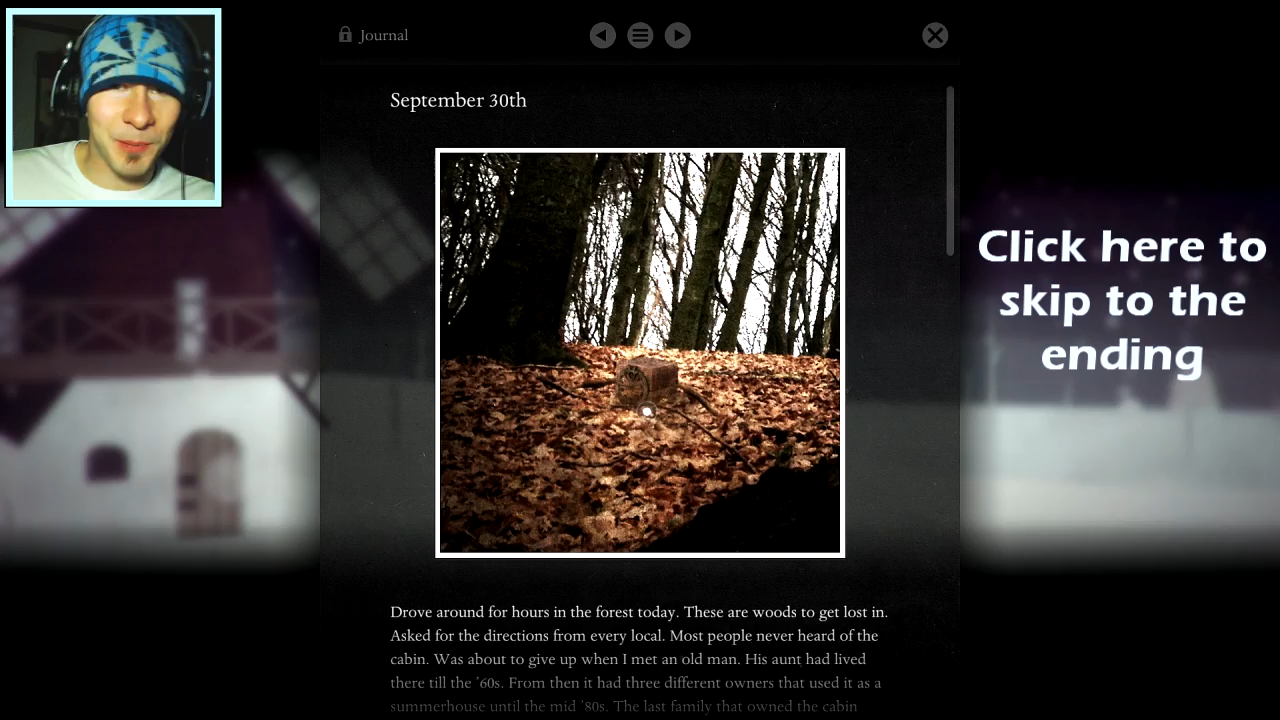 Journal
September 30th
Click here to
skip to the
ending
Drove around for hours in the forest today. These are woods to get lost in.
Asked for the directions from every local. Most people never heard of the
cabin. Was about to give up when I met an old man. His aunt had lived
there till the '60s. From then it had three different owners that used it as a
summerhouse until the mid '80s. The last family that owned the cabin